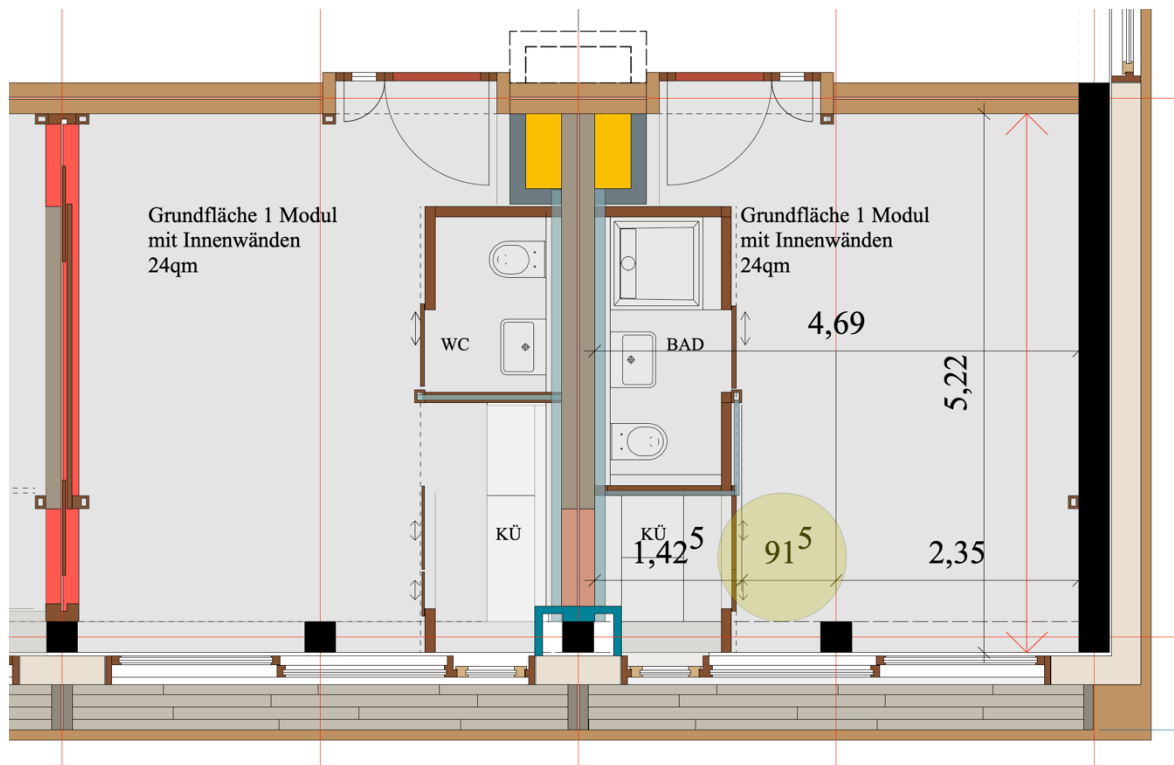 Grundfläche 1 Modul
mit Innenwänden
24qm
Grundfläche 1 Modul
mit Innenwänden
24qm
4,69
WC
BAD
5,22
KÜ
KÜ
1,42⁵
91⁵
2,35